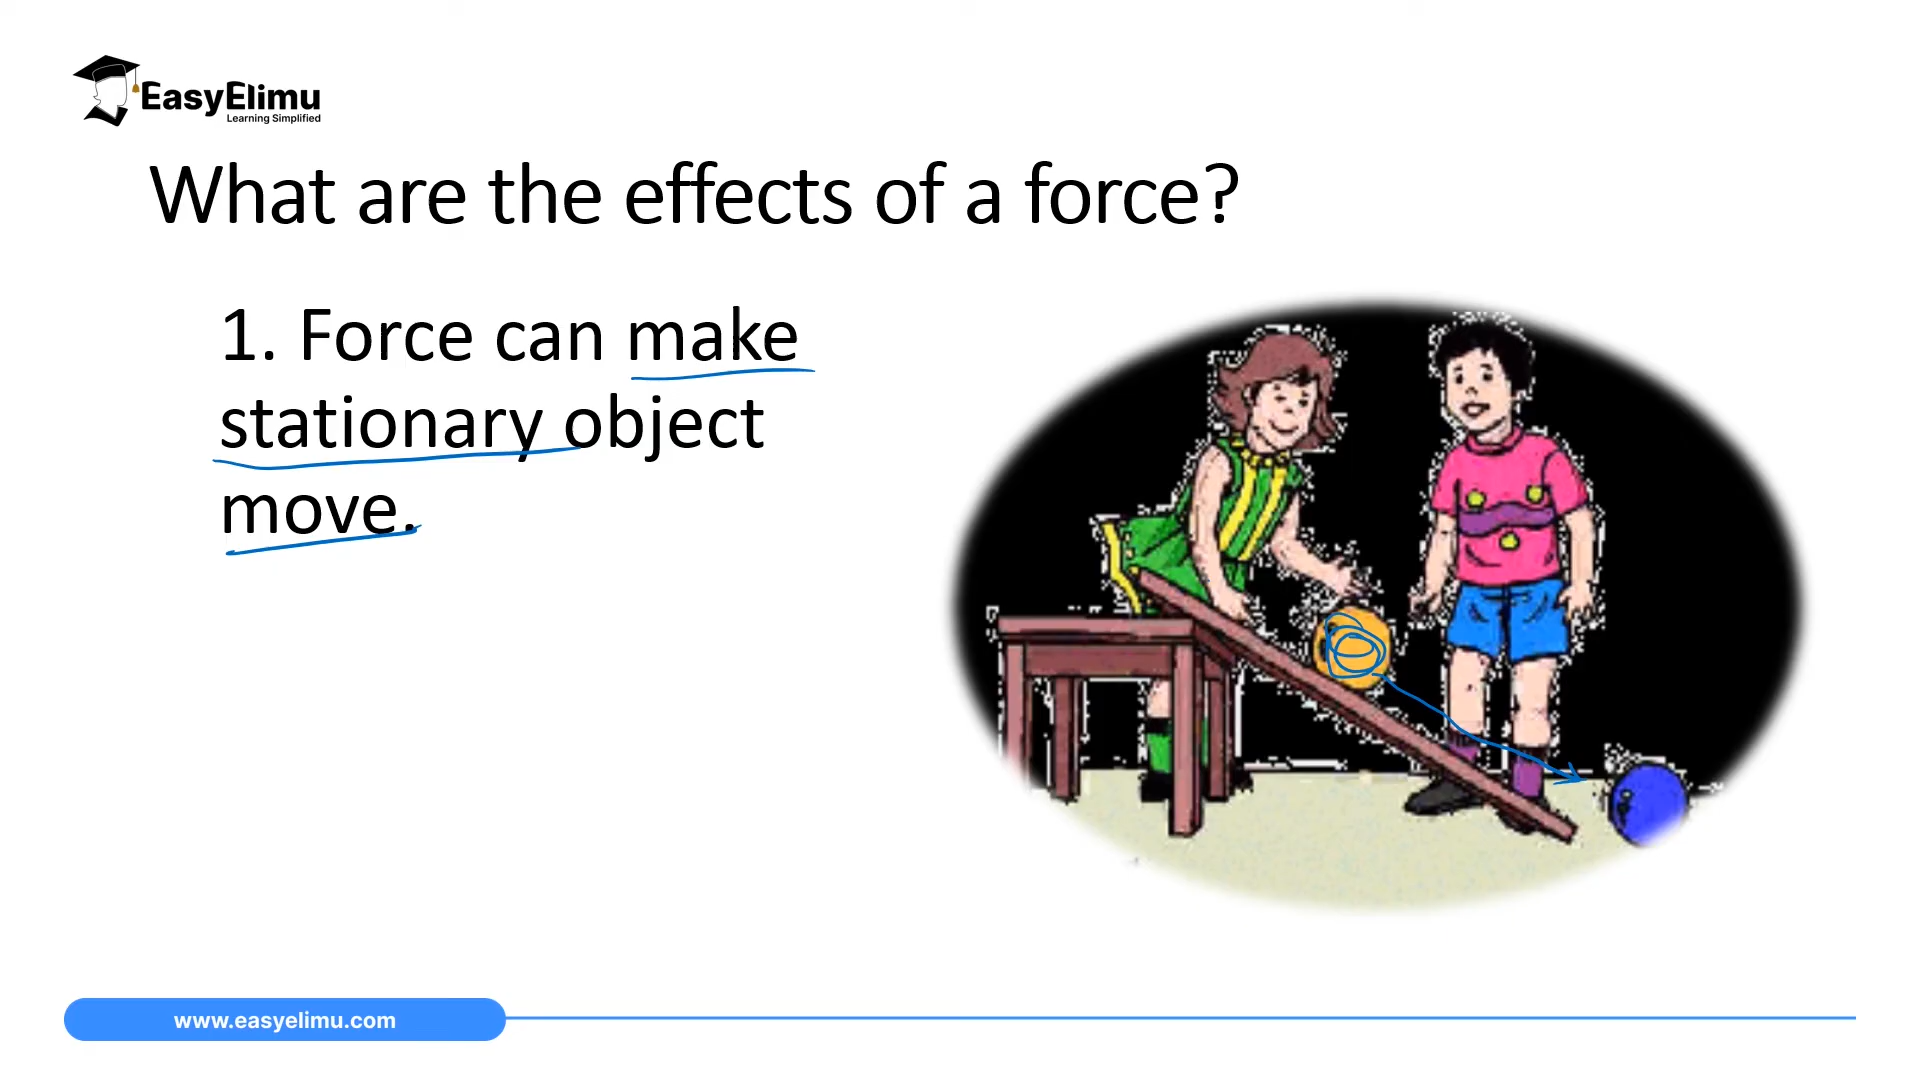 EasyElimu
Learning Simplified
What are the effects of a force?
1. Force can make
stationary object
move.
www.easyelimu.com